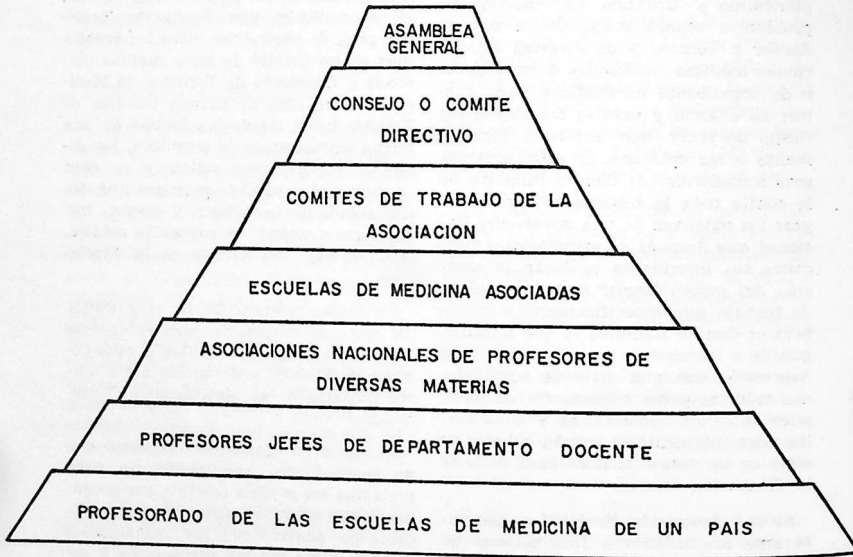 ASAMBLEA
GENERAL
CONSEJO O COMITE
DIRECTIVO
COMITES DE TRABAJO DE LA
ASOCIACION
ESCUELAS DE MEDICINA ASOCIADAS
ASOCIACIONES NACIONALES DE PROFESORES DE
DIVERSAS MATERIAS
PROFESORES JEFES DE DEPARTAMENTO DOCENTE
PROFESORADO DE LAS ESCUELAS DE MEDICINA DE UN PAIS